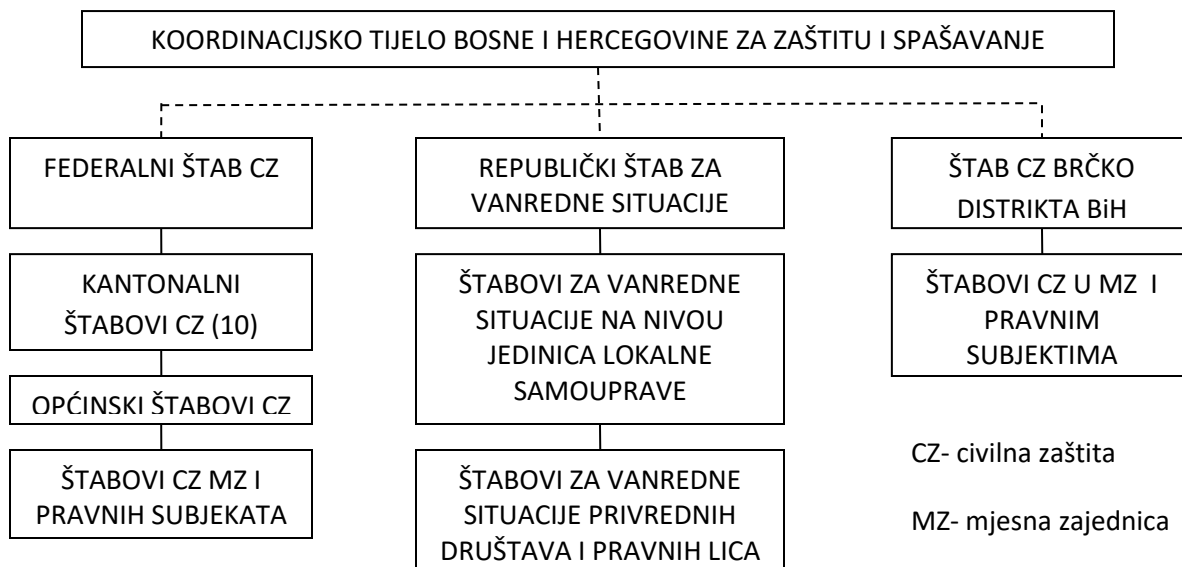 KOORDINACIJSKO TIJELO BOSNE I HERCEGOVINE ZA ZAŠTITU I SPAŠAVANJE
FEDERALNI ŠTAB CZ
KANTONALNI
ŠTABOVI CZ (10)
OPĆINSKI ŠTABOVI CZ
ŠTABOVI CZ MZ I
PRAVNIH SUBJEKATA
REPUBLIČKI ŠTAB ZA
VANREDNE SITUACIJE
ŠTABOVI ZA VANREDNE
SITUACIJE NA NIVOU
JEDINICA LOKALNE
SAMOUPRAVE
ŠTABOVI ZA VANREDNE
SITUACIJE PRIVREDNIH
DRUŠTAVA I PRAVNIH LICA
ŠTAB CZ BRČKO
DISTRIKTA BiH
ŠTABOVI CZ U MZ I
PRAVNIM
SUBJEKTIMA
CZ- civilna zaštita
MZ- mjesna zajednica